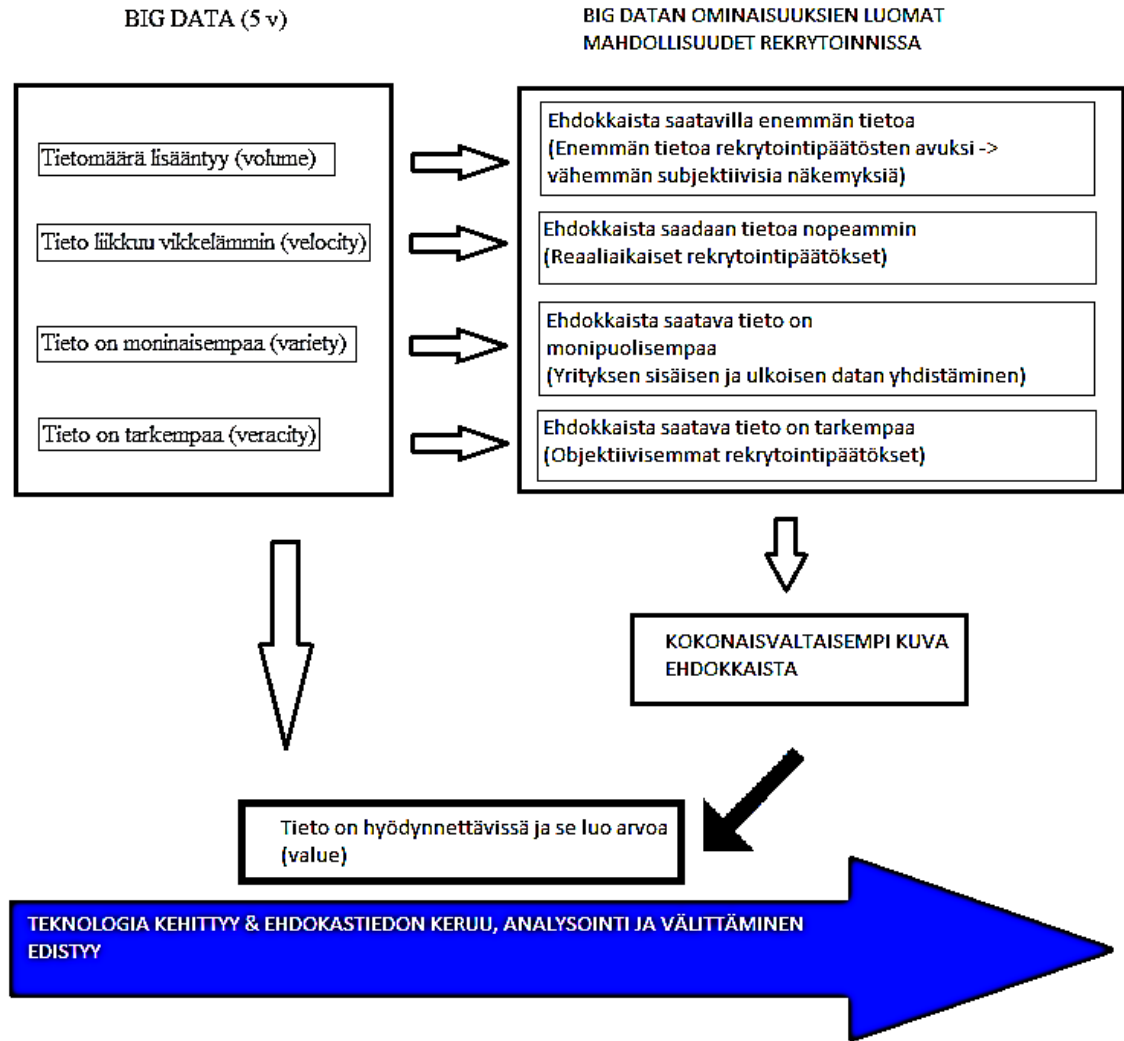 BIG DATA (5 v)
BIG DATAN OMINAISUUKSIEN LUOMAT
MAHDOLLISUUDET REKRYTOINNISSA
Tietomäärä lisääntyy (volume)
Ehdokkaista saatavilla enemmän tietoa
(Enemmän tietoa rekrytointipäätösten avuksi ->
vähemmän subjektiivisia näkemyksiä)
Tieto liikkuu vikkelämmin (velocity)
Ehdokkaista saadaan tietoa nopeammin
(Reaaliaikaiset rekrytointipäätökset)
Tieto on moninaisempaa (variety)
Ehdokkaista saatava tieto on
monipuolisempaa
(Yrityksen sisäisen ja ulkoisen datan yhdistäminen)
Tieto on tarkempaa (veracity)
Ehdokkaista saatava tieto on tarkempaa
(Objektiivisemmat rekrytointipäätökset)
KOKONAISVALTAISEMPI KUVA
EHDOKKAISTA
Tieto on hyödynnettävissä ja se luo arvoa
(value)
TEKNOLOGIA KEHITTYY & EHDOKASTIEDON KERUU, ANALYSOINTI JA VÄLITTÄMINEN
EDISTYY